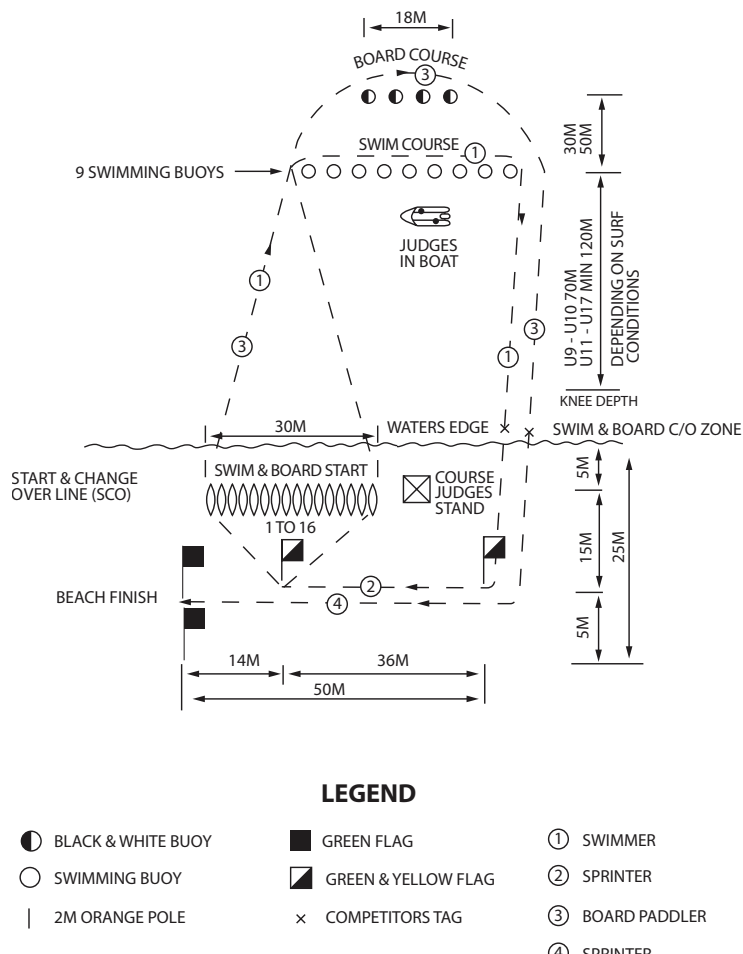 18M
BOARD COURSE
3
SWIM COURSE
1
9 SWIMMING BUOYS
JUDGES
IN BOAT
30M
50M
U9 - U10 70M
U11 - U17 MIN 120M
DEPENDING ON SURF
CONDITIONS
1
3
3
1
KNEE DEPTH
30M
WATERS EDGE
SWIM & BOARD C/O ZONE
START & CHANGE
OVER LINE (SCO)
SWIM & BOARD START
COURSE
JUDGES
STAND
1 TO 16
5M
15M
25M
5M
BEACH FINISH
2
4
14M
36M
50M
LEGEND
BLACK & WHITE BUOY
GREEN FLAG
1 SWIMMER
SWIMMING BUOY
GREEN & YELLOW FLAG
2 SPRINTER
2M ORANGE POLE
COMPETITORS TAG
3 BOARD PADDLER
4 SPRINTER